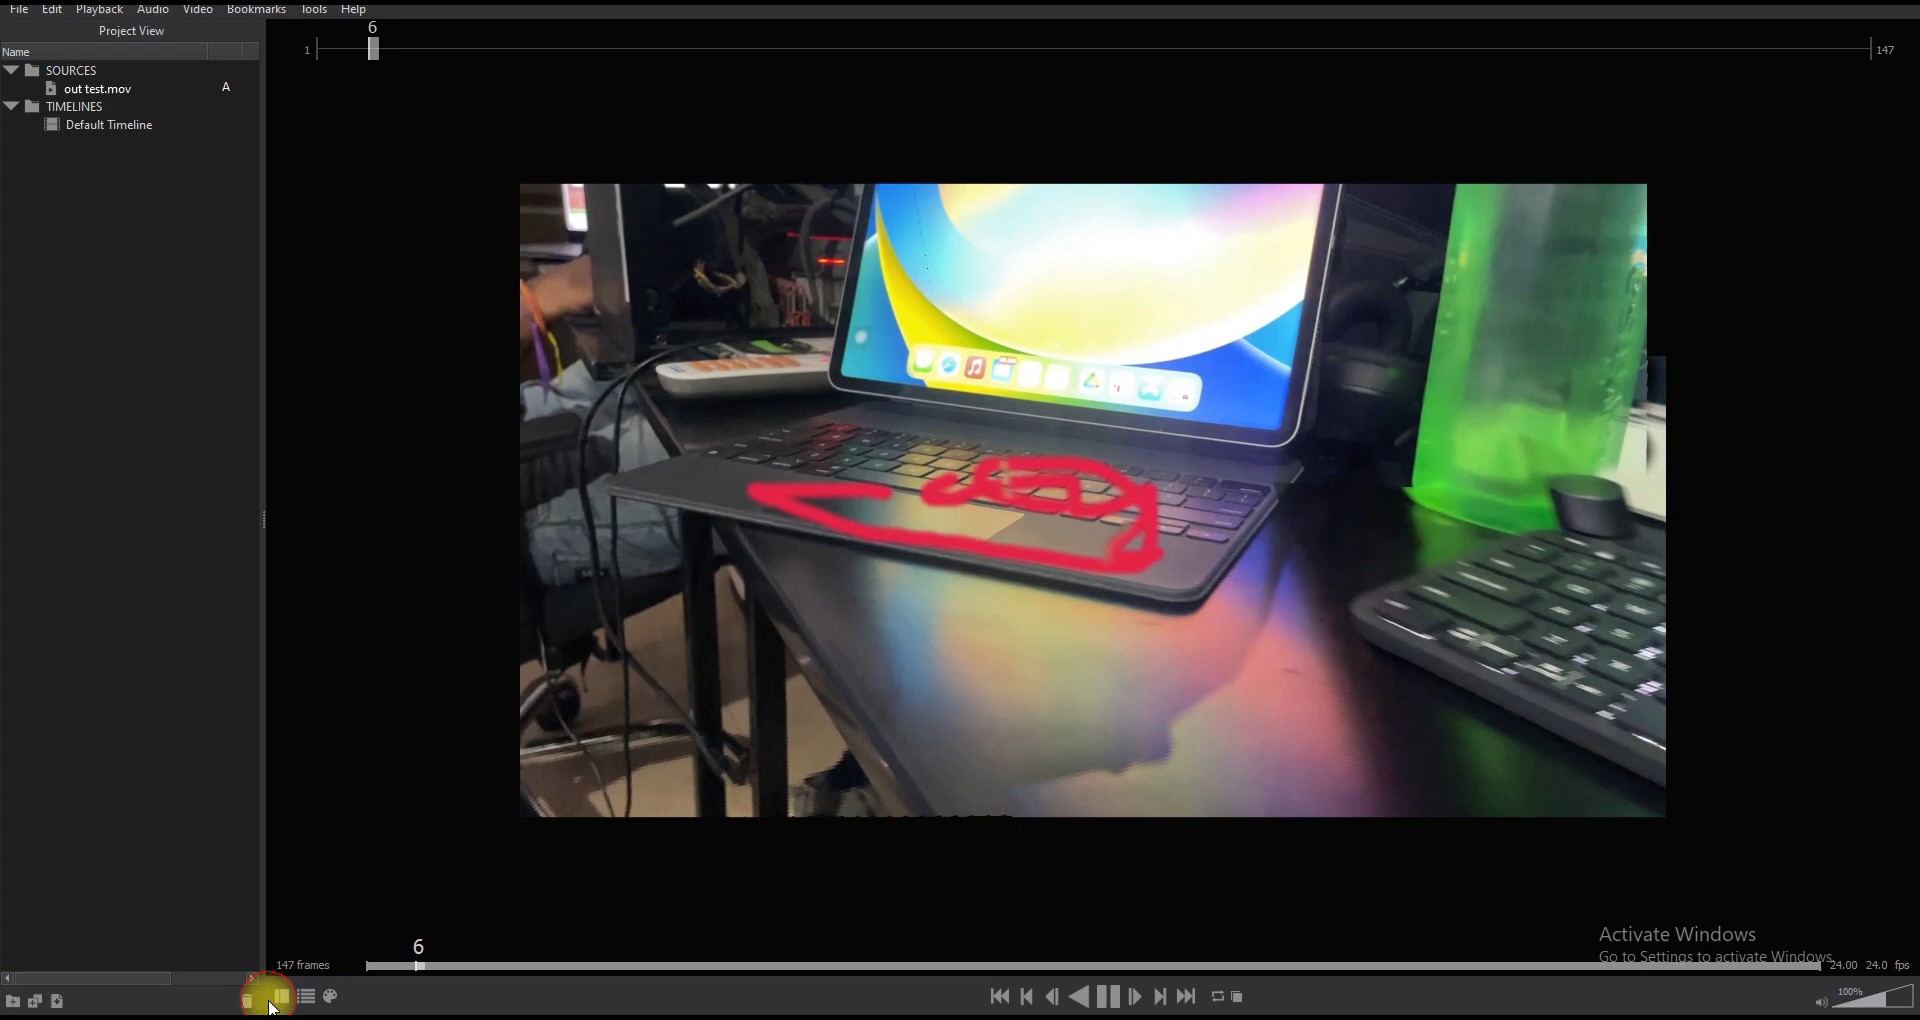 File Edit Playback Audio Video Bookmarks Tools Help
Project View
Name
SOURCES
out test.mov A
TIMELINES
Default Timeline
6
1 147
6
147 frames
Activate Windows
Go to Settings to activate Windows.
24.00 24.0 fps
100%